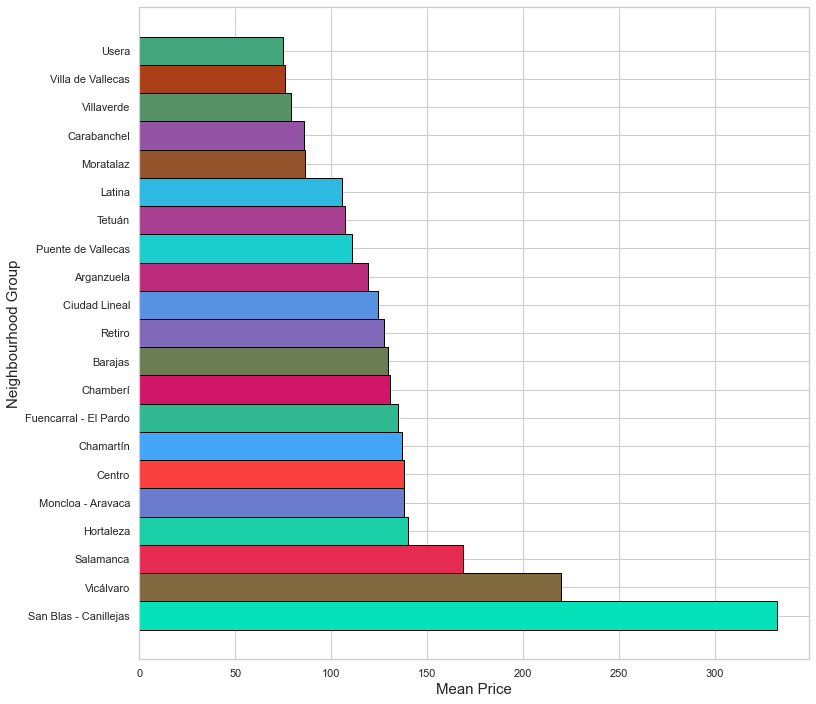 Neighbourhood Group
Usera
Villa de Vallecas
Villaverde
Carabanchel
Moratalaz
Latina
Tetuán
Puente de Vallecas
Arganzuela
Ciudad Lineal
Retiro
Barajas
Chamberí
Fuencarral - El Pardo
Chamartín
Centro
Moncloa - Aravaca
Hortaleza
Salamanca
Vicálvaro
San Blas - Canillejas
0 50 100 150 200 250 300
Mean Price